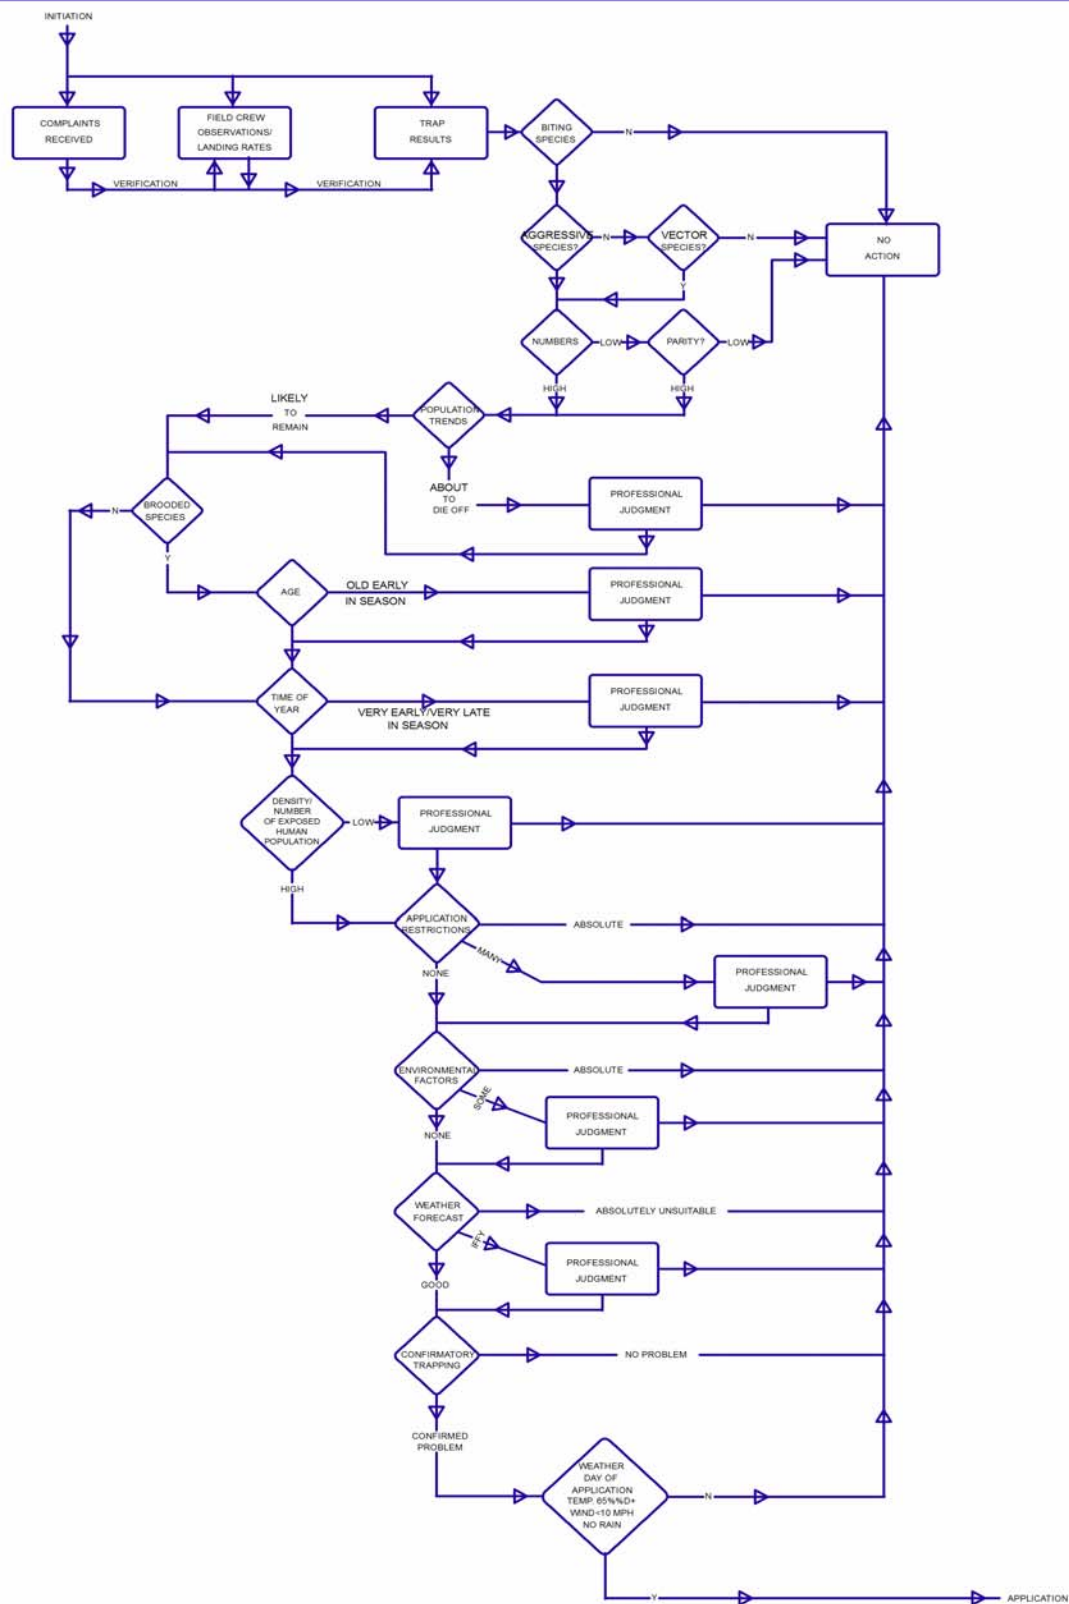 INITIATION
COMPLAINTS
RECEIVED
FIELD CREW
OBSERVATIONS/
LANDING RATES
TRAP
RESULTS
BITING
SPECIES
N
VERIFICATION
VERIFICATION
AGGRESSIVE
SPECIES?
N
VECTOR
SPECIES?
N
NO
ACTION
Y
NUMBERS
LOW
PARITY?
LOW
HIGH
HIGH
LIKELY
TO
REMAIN
POPULATION
TRENDS
ABOUT
TO
DIE OFF
PROFESSIONAL
JUDGMENT
BROODED
SPECIES
N
Y
AGE
OLD EARLY
IN SEASON
PROFESSIONAL
JUDGMENT
TIME OF
YEAR
VERY EARLY/VERY LATE
IN SEASON
PROFESSIONAL
JUDGMENT
DENSITY/
NUMBER
OF EXPOSED
HUMAN
POPULATION
LOW
PROFESSIONAL
JUDGMENT
HIGH
APPLICATION
RESTRICTIONS
ABSOLUTE
MANY
PROFESSIONAL
JUDGMENT
NONE
ENVIRONMENTAL
FACTORS
ABSOLUTE
SOME
PROFESSIONAL
JUDGMENT
NONE
WEATHER
FORECAST
ABSOLUTELY UNSUITABLE
IFFY
PROFESSIONAL
JUDGMENT
GOOD
CONFIRMATORY
TRAPPING
NO PROBLEM
CONFIRMED
PROBLEM
WEATHER
DAY OF
APPLICATION
TEMP. 65%%D+
WIND<10 MPH
NO RAIN
N
Y
APPLICATION